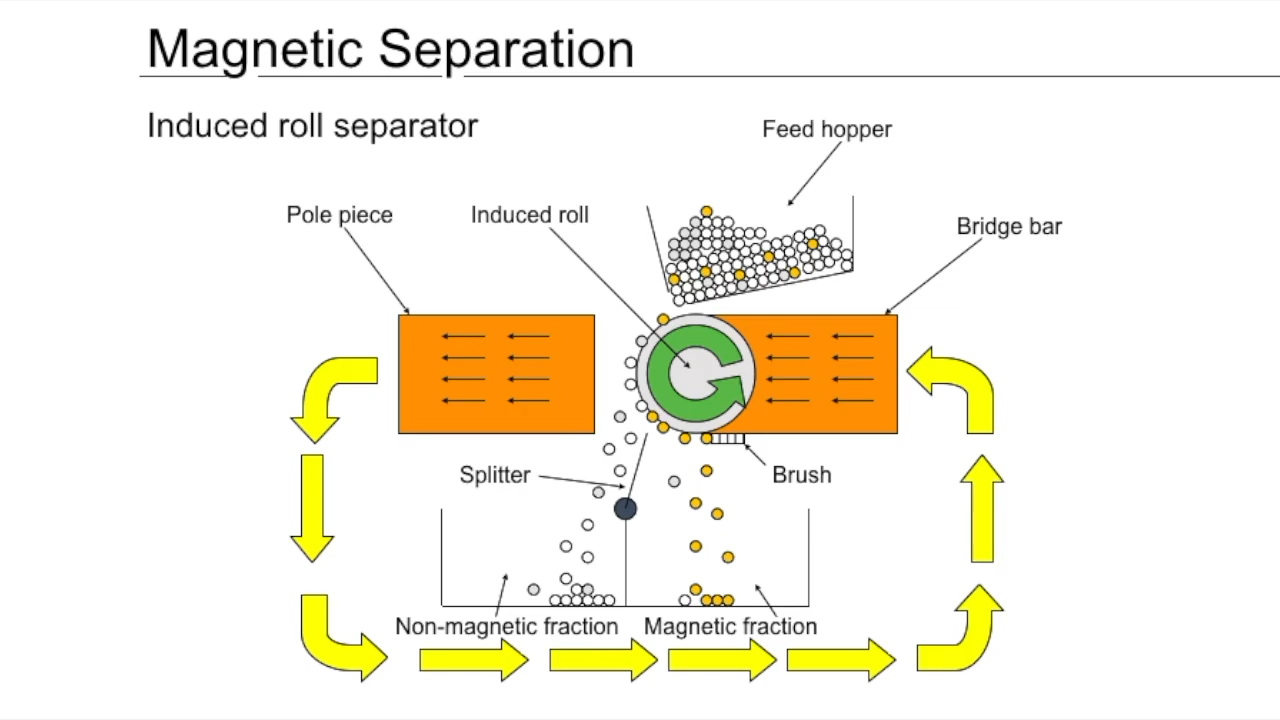 Magnetic Separation
Induced roll separator
Feed hopper
Pole piece
Induced roll
Bridge bar
Splitter
Brush
Non-magnetic fraction
Magnetic fraction